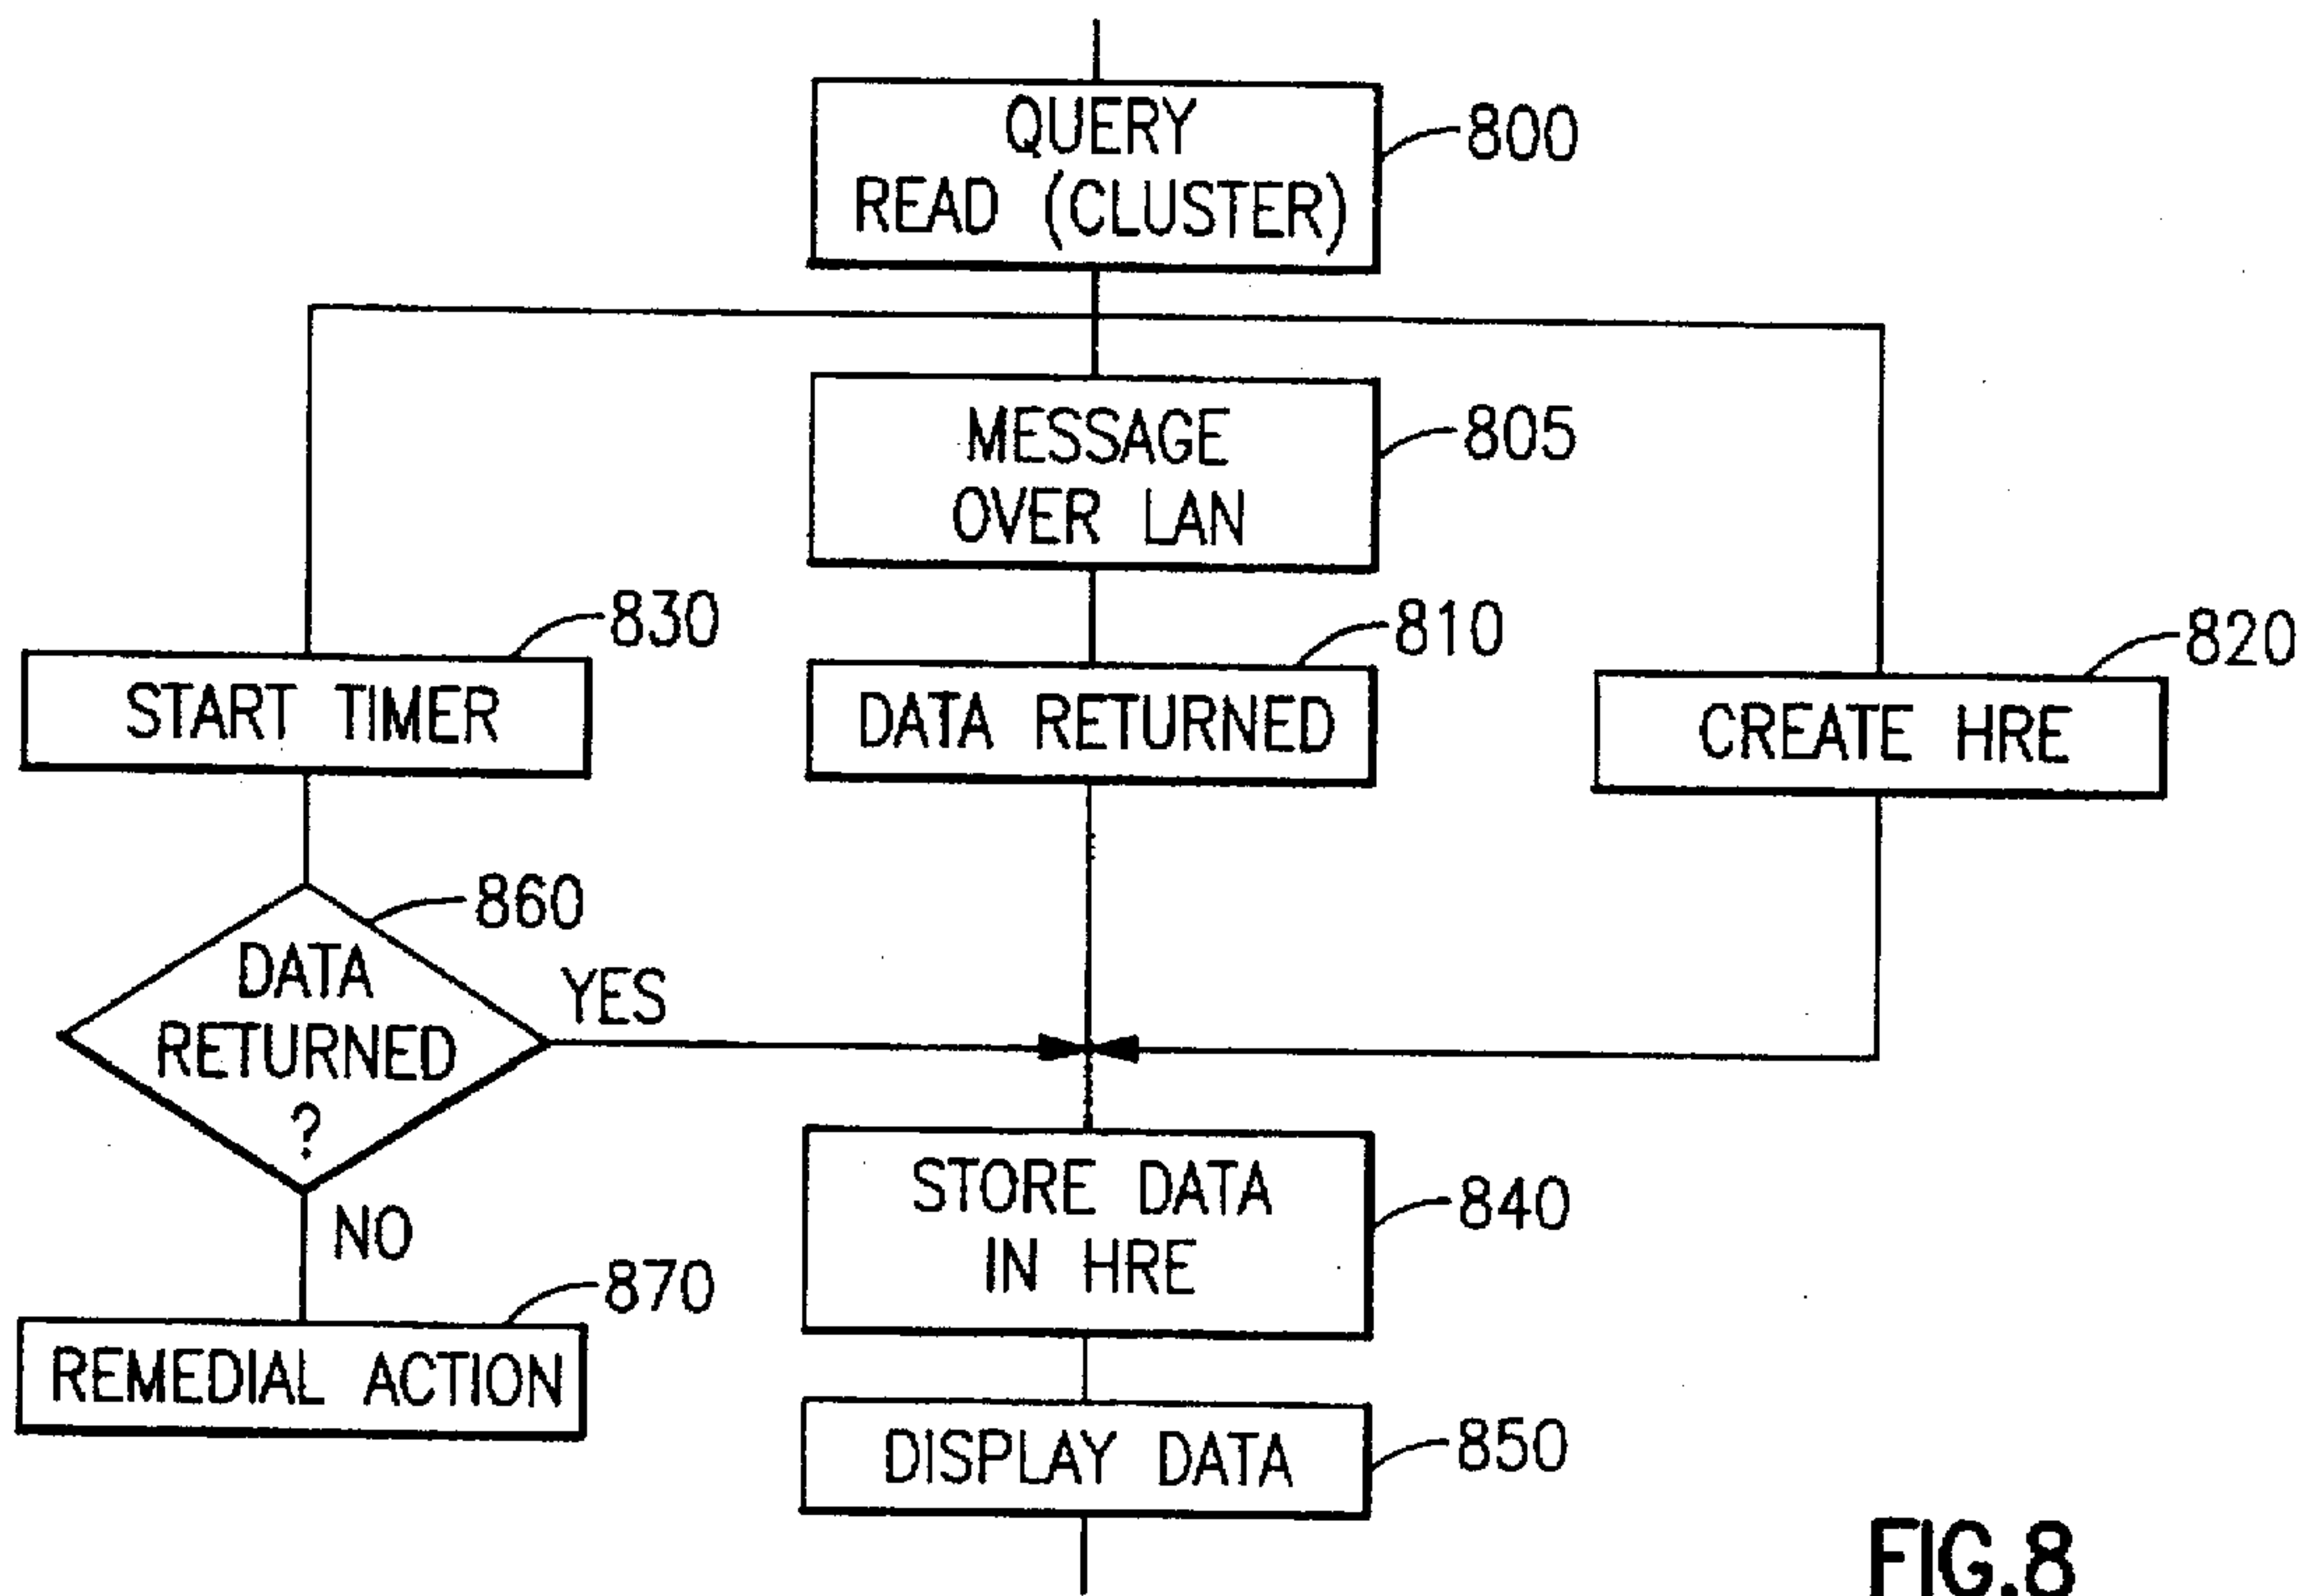 QUERY
READ (CLUSTER)
800
MESSAGE
OVER LAN
805
830
START TIMER
810
DATA RETURNED
820
CREATE HRE
860
DATA
RETURNED
?
YES
NO
STORE DATA
IN HRE
840
870
REMEDIAL ACTION
DISPLAY DATA
850
FIG.8